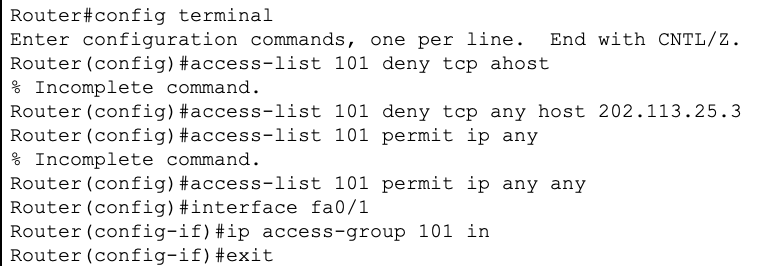 Router#config terminal
Enter configuration commands, one per line.  End with CNTL/Z.
Router(config)#access-list 101 deny tcp ahost
% Incomplete command.
Router(config)#access-list 101 deny tcp any host 202.113.25.3
Router(config)#access-list 101 permit ip any
% Incomplete command.
Router(config)#access-list 101 permit ip any any
Router(config)#interface fa0/1
Router(config-if)#ip access-group 101 in
Router(config-if)#exit